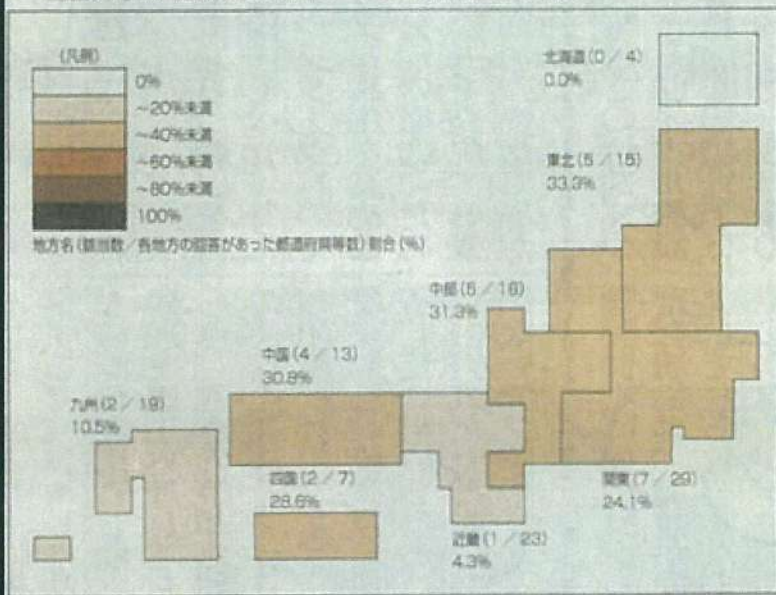 (凡例)
0%
～20%未満
～40%未満
～60%未満
～80%未満
100%
地方名(該当数／各地方の回答があった都道府県等数)割合(%)
北海道(0／4)
0.0%
東北(5／15)
33.3%
中部(5／16)
31.3%
中国(4／13)
30.8%
九州(2／19)
10.5%
四国(2／7)
28.6%
関東(7／29)
24.1%
近畿(1／23)
4.3%